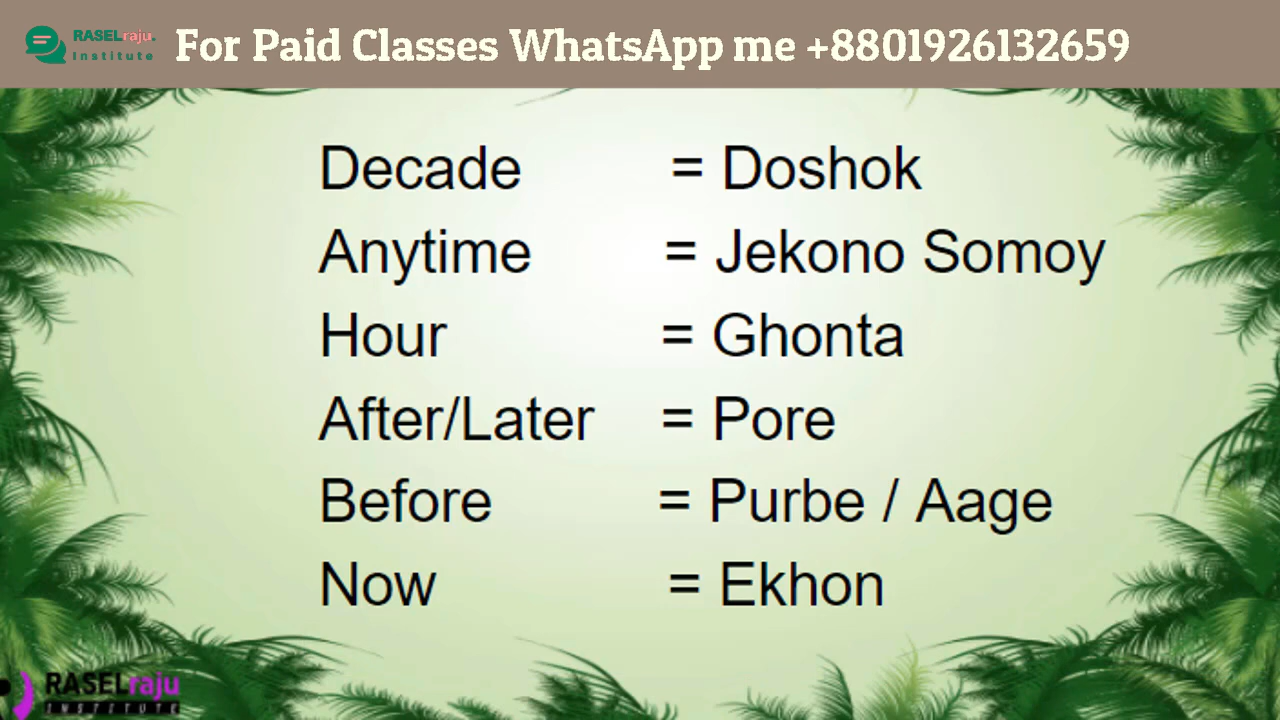 RASELraju.
Institute
For Paid Classes WhatsApp me +8801926132659
Decade = Doshok
Anytime = Jekono Somoy
Hour = Ghonta
After/Later = Pore
Before = Purbe / Aage
Now = Ekhon
RASELraju
INSTITUTE